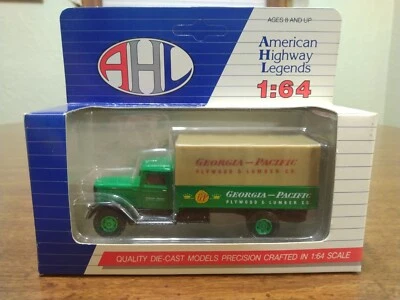 AGES 8 AND UP
AHL
American
Highway
Legends
1:64
GEORGIA-PACIFIC
PLYWOOD & LUMBER CO.
GEORGIA-PACIFIC
GP
PLYWOOD & LUMBER CO.
QUALITY DIE-CAST MODELS, PRECISION CRAFTED IN 1:64 SCALE